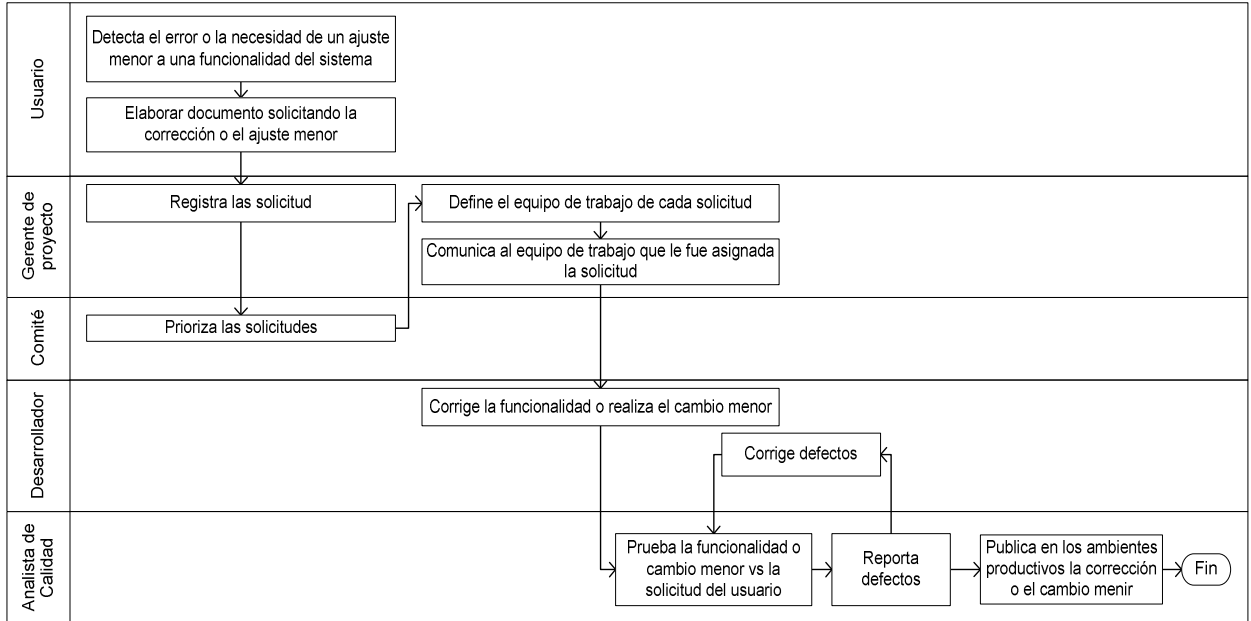 Usuario
Detecta el error o la necesidad de un ajuste
menor a una funcionalidad del sistema
Elaborar documento solicitando la
corrección o el ajuste menor
Gerente de
proyecto
Registra las solicitud
Define el equipo de trabajo de cada solicitud
Comunica al equipo de trabajo que le fue asignada
la solicitud
Comité
Prioriza las solicitudes
Desarrollador
Corrige la funcionalidad o realiza el cambio menor
Corrige defectos
Analista de
Calidad
Prueba la funcionalidad o
cambio menor vs la
solicitud del usuario
Reporta
defectos
Publica en los ambientes
productivos la corrección
o el cambio menir
Fin